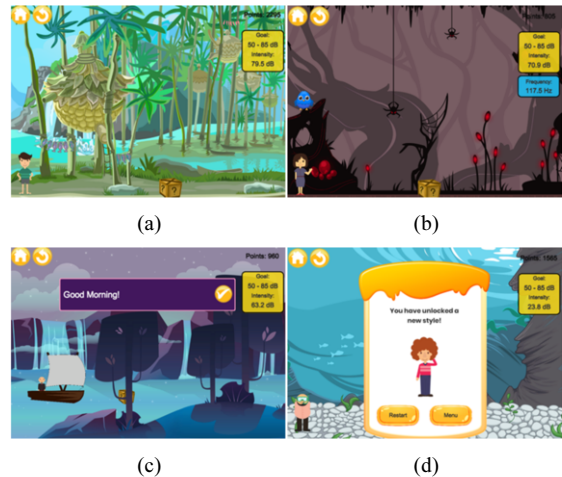 Points:
Goal:
50 - 85 dB
Intensity:
79.5 dB
(a)
Points:
Goal:
50 - 85 dB
Intensity:
70.9 dB
Frequency:
117.5 Hz
(b)
Points: 960
Goal:
50 - 85 dB
Intensity:
63.2 dB
Good Morning!
(c)
Points:
Goal:
50 - 85 dB
Intensity:
23.8 dB
You have unlocked a
new style!
Restart
Menu
(d)